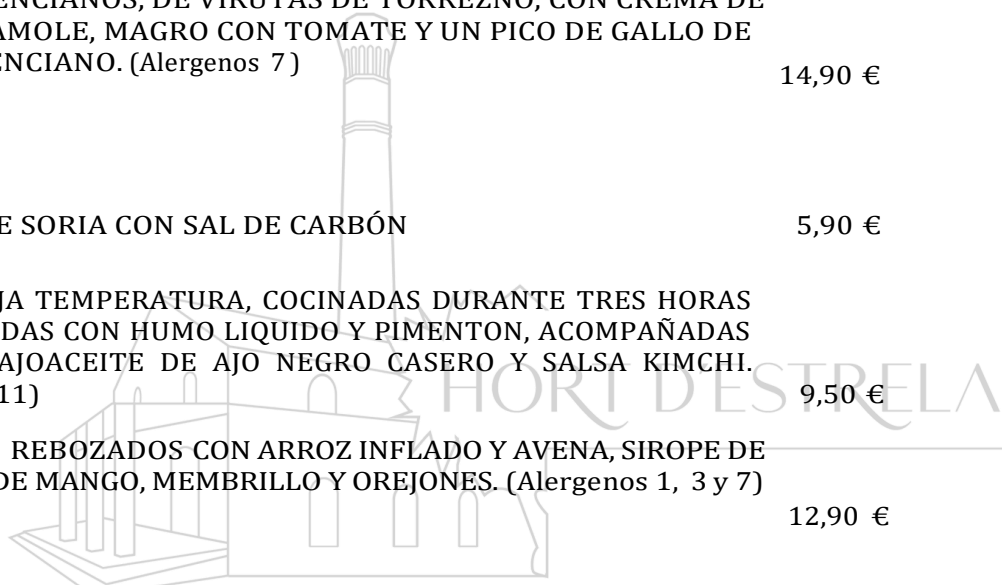 ENCIANOS, DE VIRUTAS DE TORREZNO, CON CREMA DE
AMOLE, MAGRO CON TOMATE Y UN PICO DE GALLO DE
ENCIANO. (Alergenos 7)
14,90 €
E SORIA CON SAL DE CARBÓN 5,90 €
JA TEMPERATURA, COCINADAS DURANTE TRES HORAS
DAS CON HUMO LIQUIDO Y PIMENTON, ACOMPAÑADAS
AJOACEITE DE AJO NEGRO CASERO Y SALSA KIMCHI.
11) 9,50 €
HORT D'ESTRELA
REBOZADOS CON ARROZ INFLADO Y AVENA, SIROPE DE
DE MANGO, MEMBRILLO Y OREJONES. (Alergenos 1, 3 y 7)
12,90 €